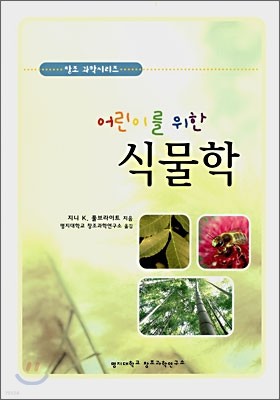 창조 과학시리즈
어린이를 위한
식물학
지니 K. 풀브라이트 지음
명지대학교 창조과학연구소 옮김
명지대학교 창조과학연구소